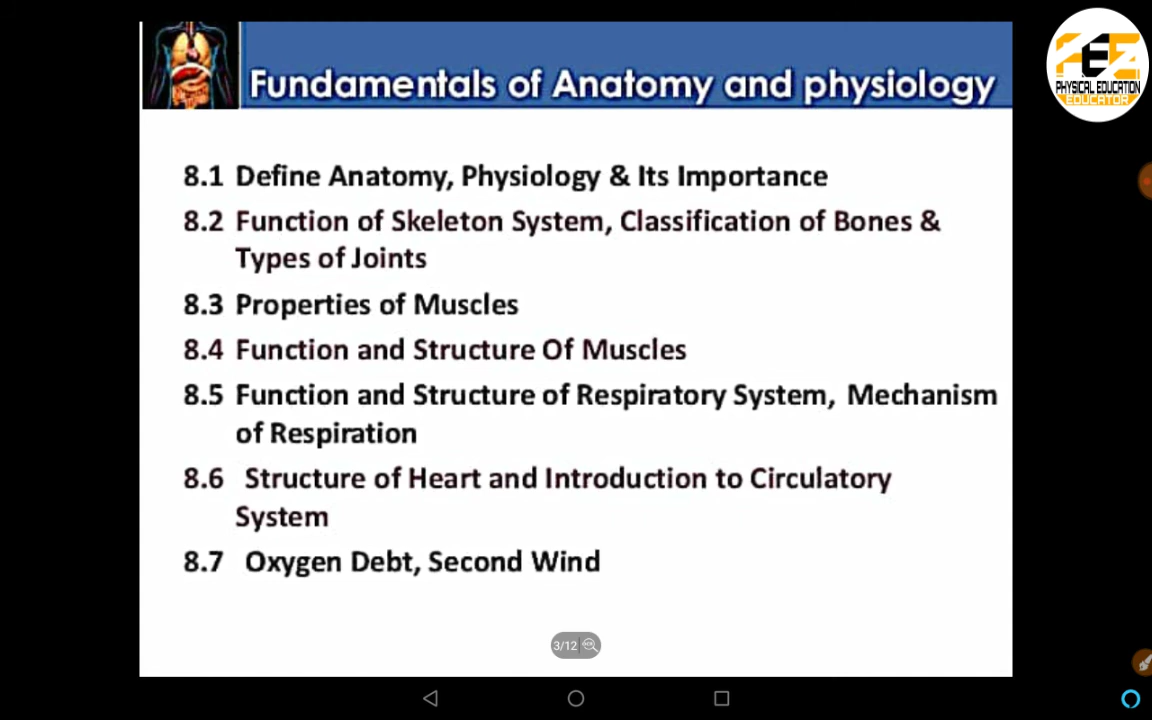 Fundamentals of Anatomy and physiology
PEE
PHYSICAL EDUCATION
EDUCATOR
8.1 Define Anatomy, Physiology & Its Importance
8.2 Function of Skeleton System, Classification of Bones &
Types of Joints
8.3 Properties of Muscles
8.4 Function and Structure Of Muscles
8.5 Function and Structure of Respiratory System, Mechanism
of Respiration
8.6 Structure of Heart and Introduction to Circulatory
System
8.7 Oxygen Debt, Second Wind
3/12